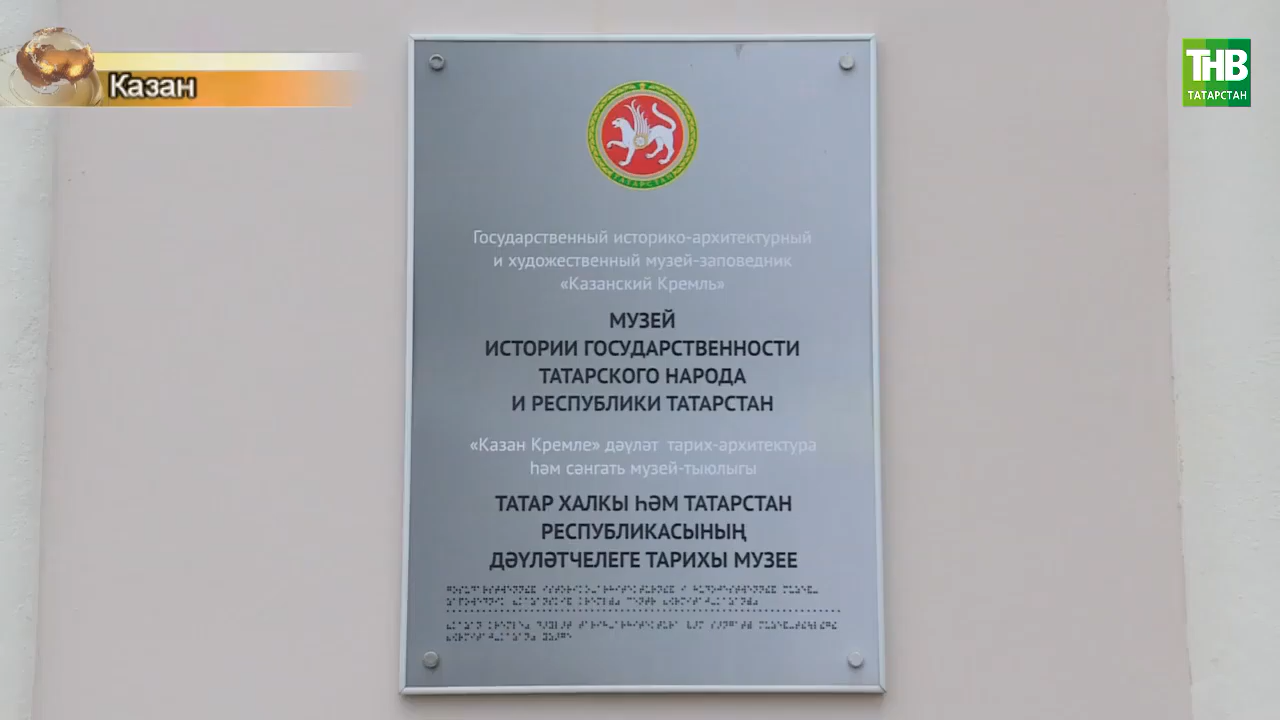 Казан
ТНВ
ТАТАРСТАН
ТАТАРСТАН
Государственный историко-архитектурный
и художественный музей-заповедник
«Казанский Кремль»
МУЗЕЙ
ИСТОРИИ ГОСУДАРСТВЕННОСТИ
ТАТАРСКОГО НАРОДА
И РЕСПУБЛИКИ ТАТАРСТАН
«Казан Кремле» дәүләт тарих-архитектура
һәм сәнгать музей-тыюлыгы
ТАТАР ХАЛКЫ ҺӘМ ТАТАРСТАН
РЕСПУБЛИКАСЫНЫҢ
ДӘҮЛӘТЧЕЛЕГЕ ТАРИХЫ МУЗЕЕ